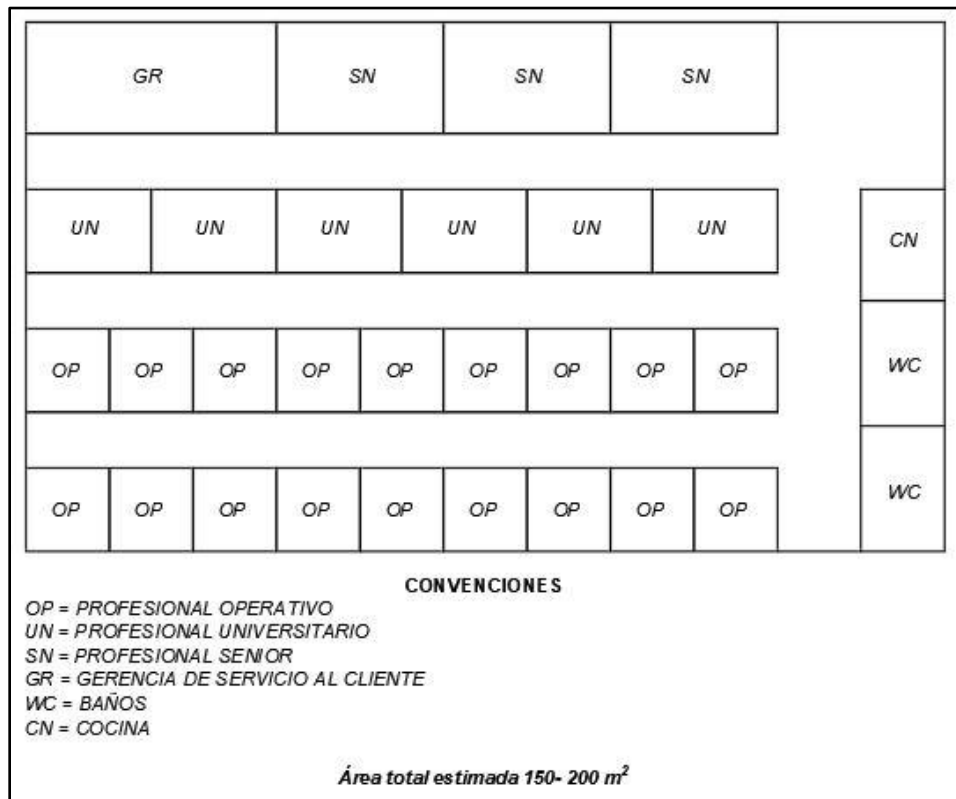 GR SN SN SN
UN UN UN UN UN UN
CN
OP OP OP OP OP OP OP OP OP
WC
OP OP OP OP OP OP OP OP OP
WC
CONVENCIONES
OP = PROFESIONAL OPERATIVO
UN = PROFESIONAL UNIVERSITARIO
SN = PROFESIONAL SENIOR
GR = GERENCIA DE SERVICIO AL CLIENTE
WC = BAÑOS
CN = COCINA
Área total estimada 150- 200 m²